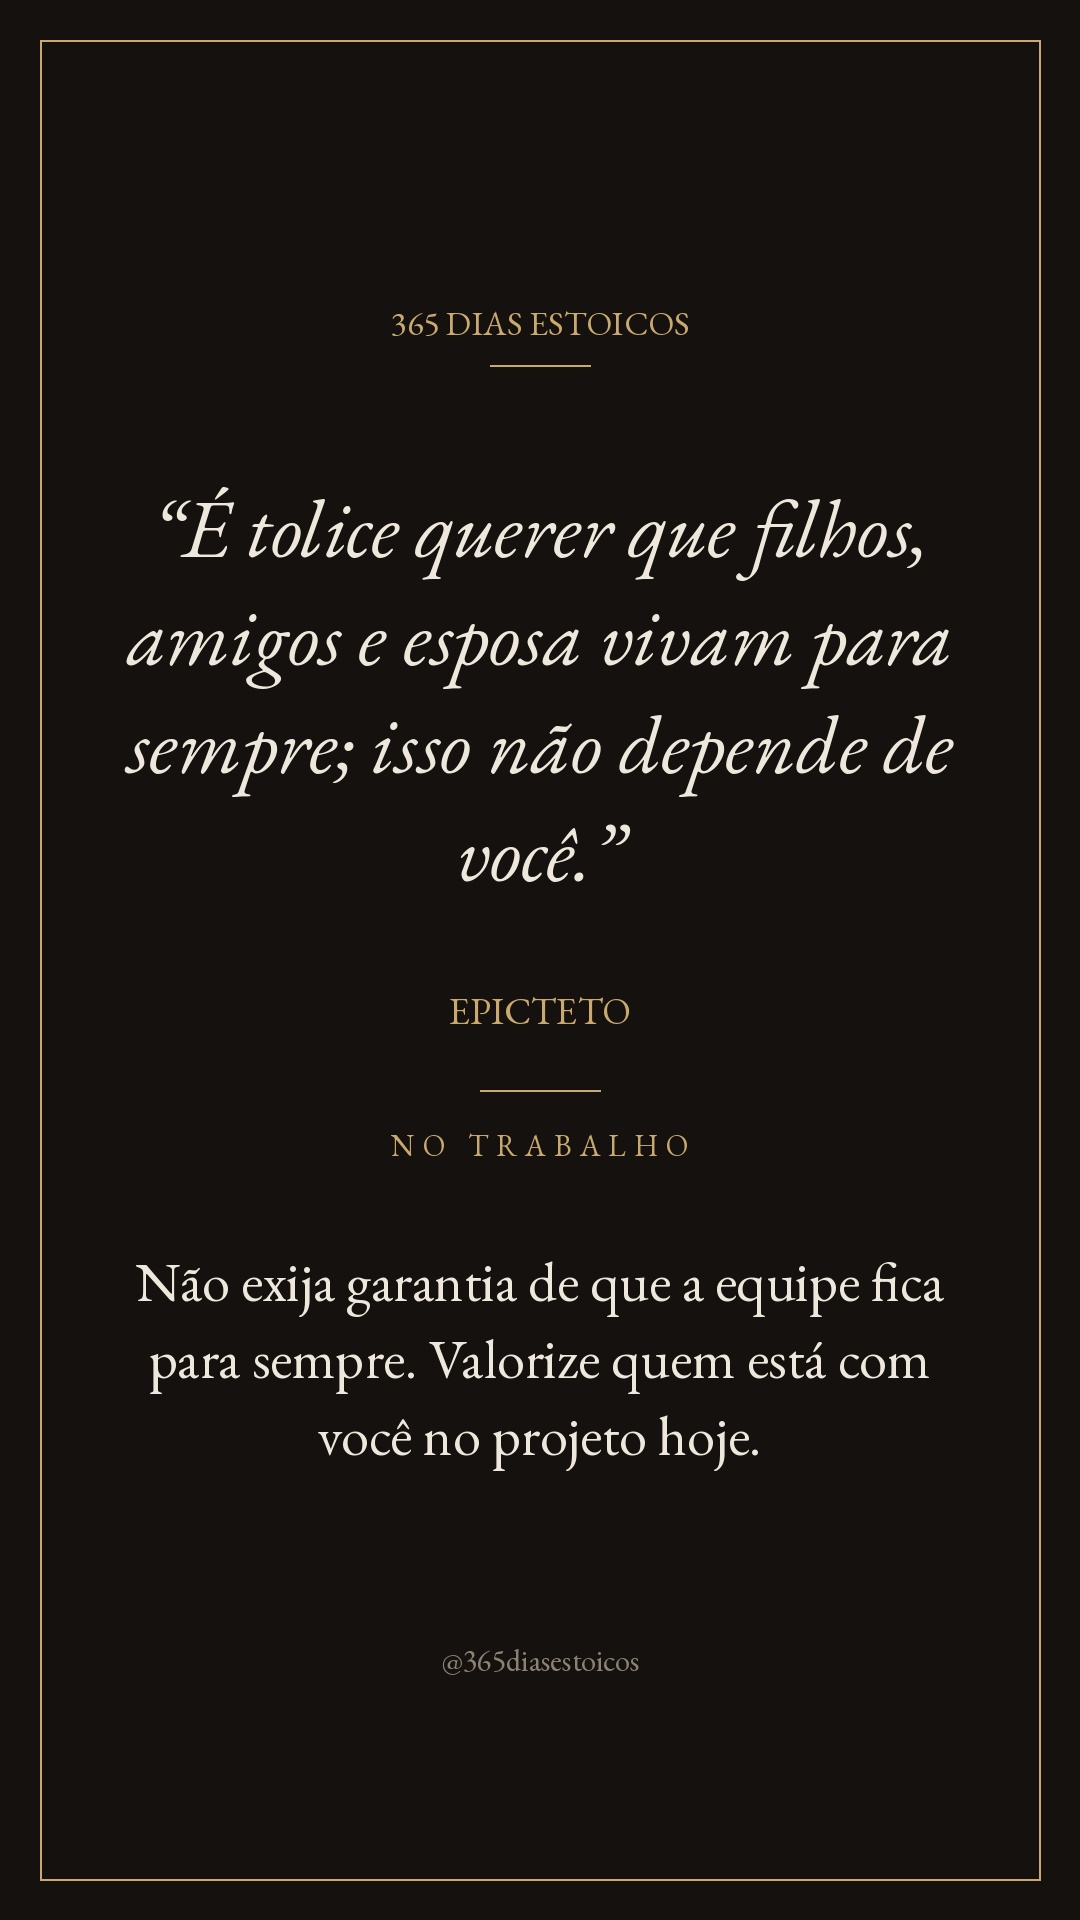 365 DIAS ESTOICOS
“É tolice querer que filhos,
amigos e esposa vivam para
sempre; isso não depende de
você.”
EPICTETO
NO TRABALHO
Não exija garantia de que a equipe fica
para sempre. Valorize quem está com
você no projeto hoje.
@365diasestoicos